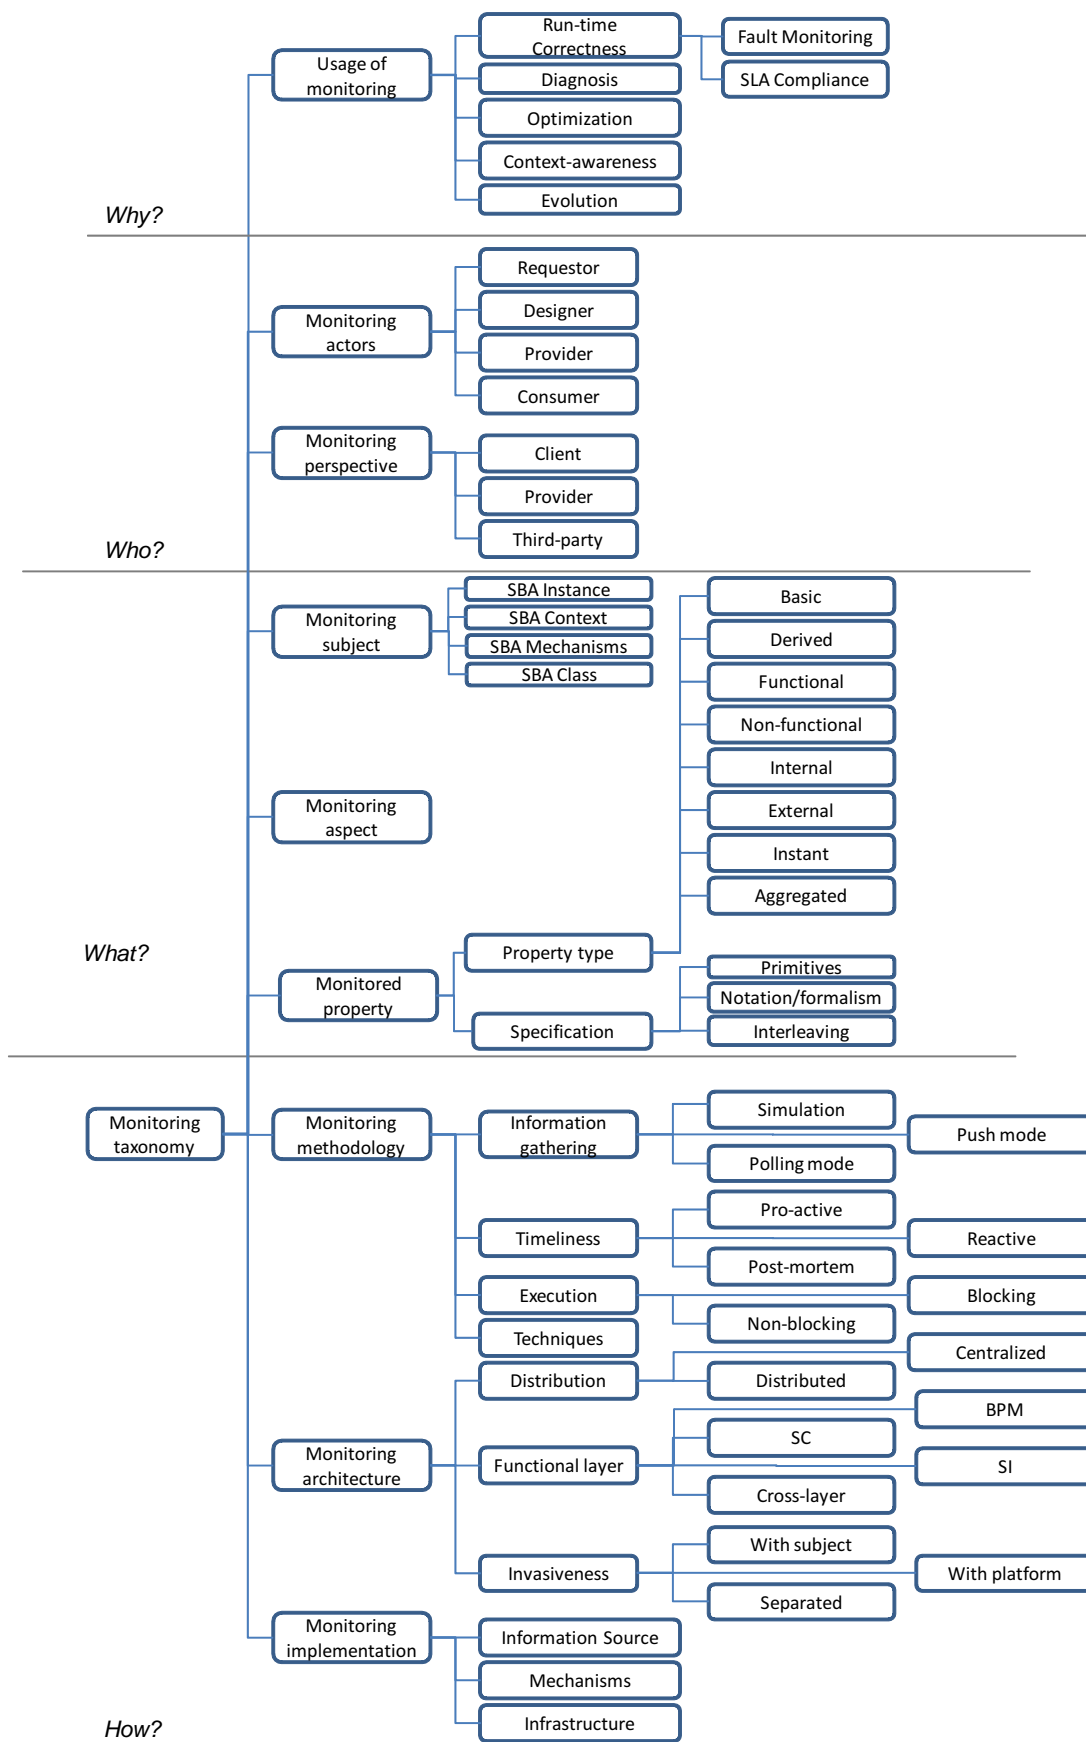 Run-time
Correctness
Fault Monitoring
Usage of
monitoring
Diagnosis
SLA Compliance
Optimization
Context-awareness
Evolution
Why?
Requestor
Designer
Monitoring
actors
Provider
Consumer
Monitoring
perspective
Client
Provider
Third-party
Who?
SBA Instance
SBA Context
SBA Mechanisms
SBA Class
Monitoring
subject
Basic
Derived
Functional
Non-functional
Internal
External
Instant
Aggregated
Monitoring
aspect
What?
Property type
Monitored
property
Primitives
Notation/formalism
Specification
Interleaving
Monitoring
taxonomy
Monitoring
methodology
Information
gathering
Simulation
Push mode
Polling mode
Pro-active
Timeliness
Reactive
Post-mortem
Execution
Blocking
Non-blocking
Techniques
Centralized
Distribution
Distributed
BPM
SC
Monitoring
architecture
Functional layer
SI
Cross-layer
With subject
Invasiveness
With platform
Separated
Monitoring
implementation
Information Source
Mechanisms
Infrastructure
How?